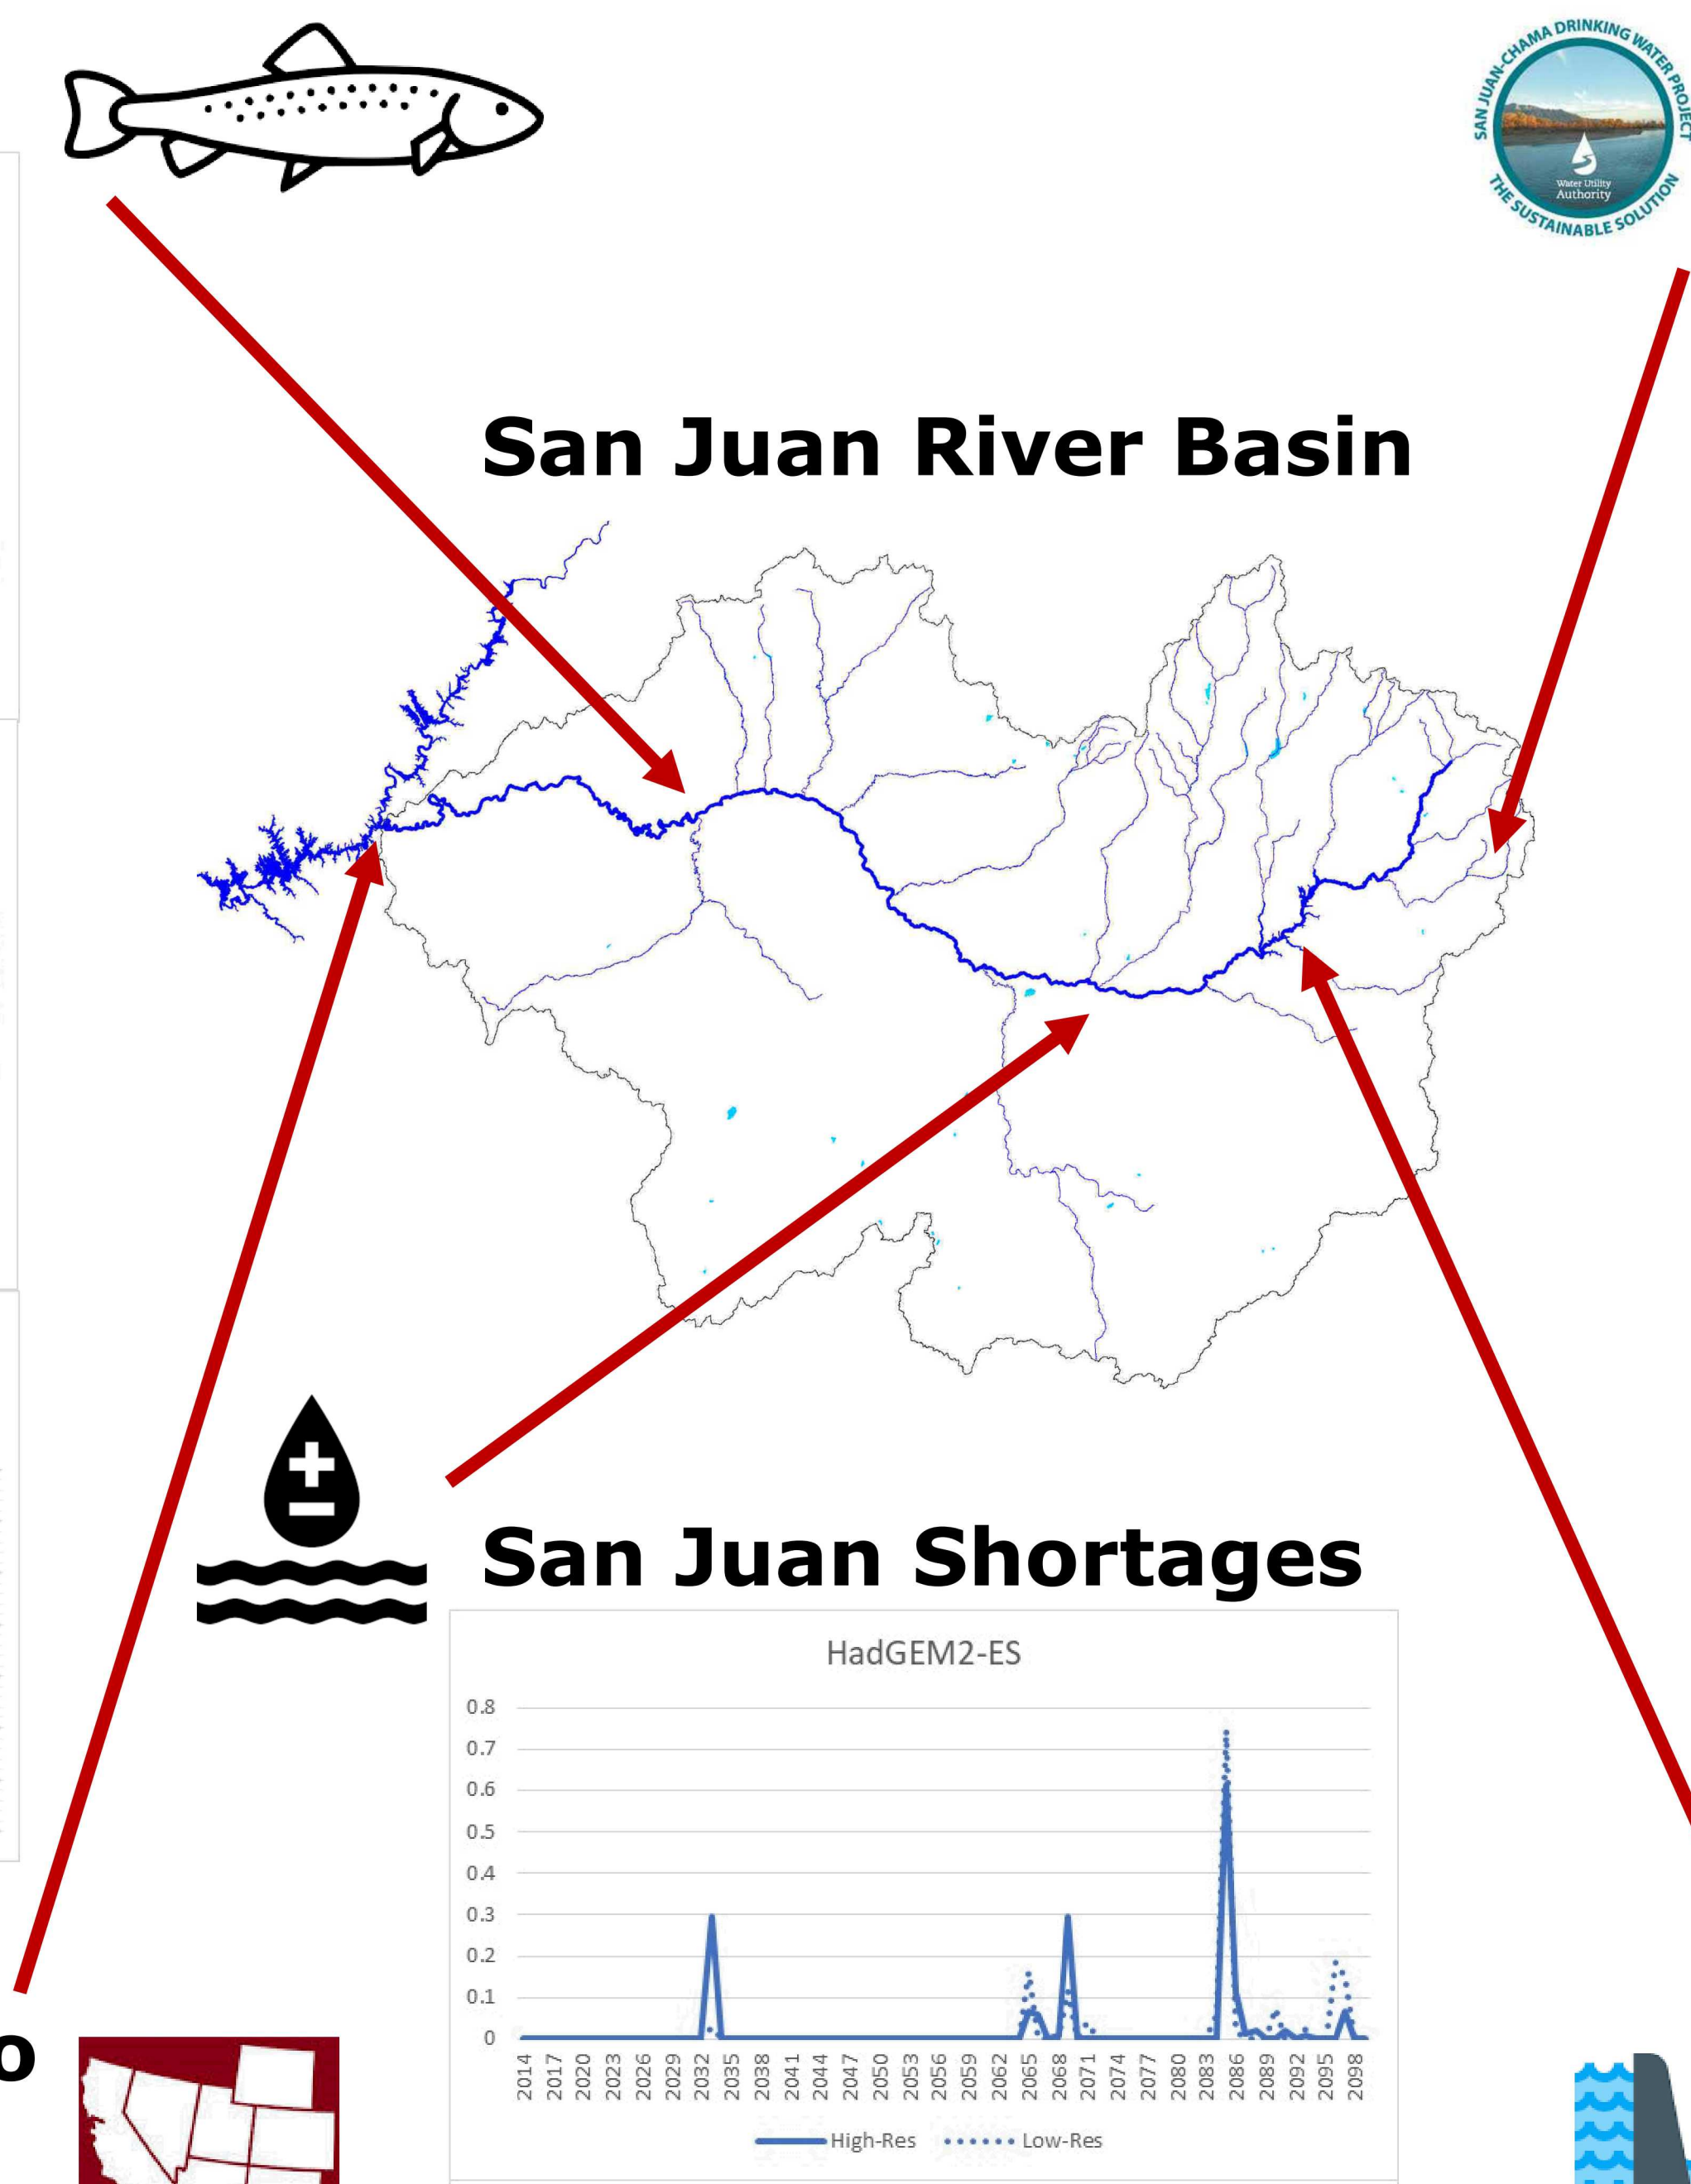 SAN JUAN-CHAMA DRINKING WATER PROJECT
Water Utility
Authority
THE SUSTAINABLE SOLUTION
San Juan River Basin
San Juan Shortages
HadGEM2-ES
0.8
0.7
0.6
0.5
0.4
0.3
0.2
0.1
0
2014 2017 2020 2023 2026 2029 2032 2035 2038 2041 2044 2047 2050 2053 2056 2059 2062 2065 2068 2071 2074 2077 2080 2083 2086 2089 2092 2095 2098
High-Res Low-Res
o